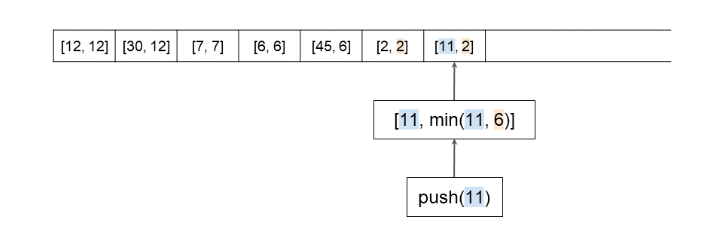 [12, 12] [30, 12] [7, 7] [6, 6] [45, 6] [2, 2] [11, 2]
[11, min(11, 6)]
push(11)